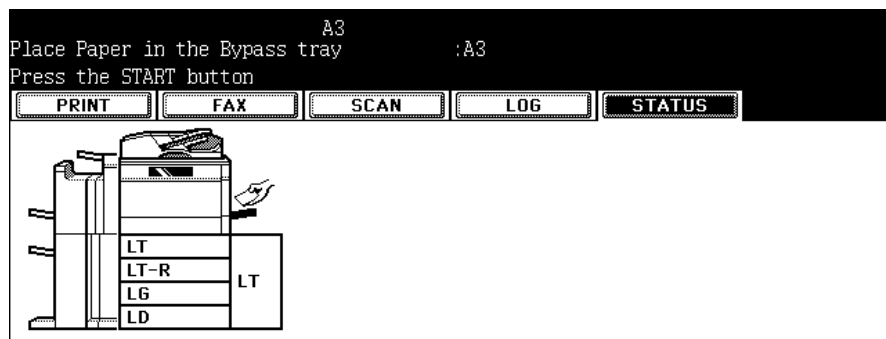 A3
Place Paper in the Bypass tray :A3
Press the START button
PRINT FAX SCAN LOG STATUS
LT
LT-R
LT
LG
LD